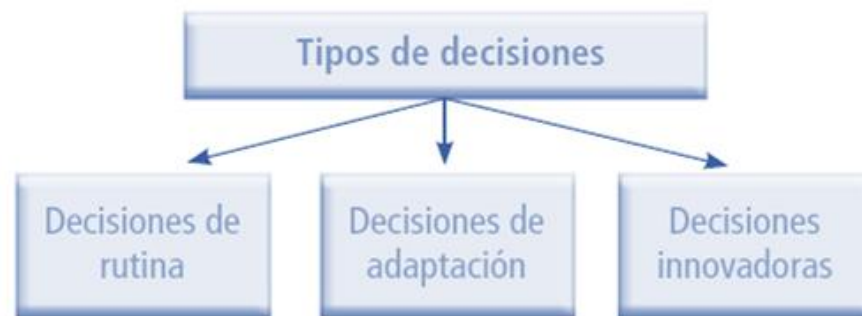 Tipos de decisiones
Decisiones de
rutina
Decisiones de
adaptación
Decisiones
innovadoras